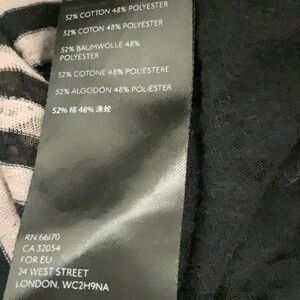 52% COTTON 48% POLYESTER
52% COTON 48% POLYESTER
52% BAUMWOLLE 48%
POLYESTER
52% COTONE 48% POLIESTERE
52% ALGODÓN 48% POLIÉSTER
52% 棉 48% 涤纶
RN 66170
CA 32054
FOR EU
24 WEST STREET
LONDON, WC2H9NA